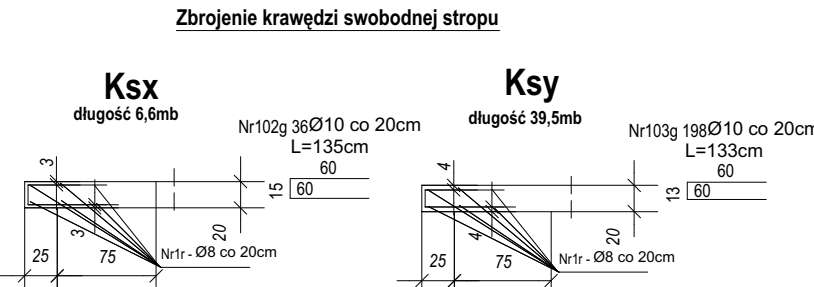 Zbrojenie krawędzi swobodnej stropu
Ksx
długość 6,6mb
Nr102g 36Ø10 co 20cm
L=135cm
60
15
60
3
3
20
25
75
Nr1r - Ø8 co 20cm
Ksy
długość 39,5mb
Nr103g 198Ø10 co 20cm
L=133cm
60
13
60
4
4
20
25
75
Nr1r - Ø8 co 20cm